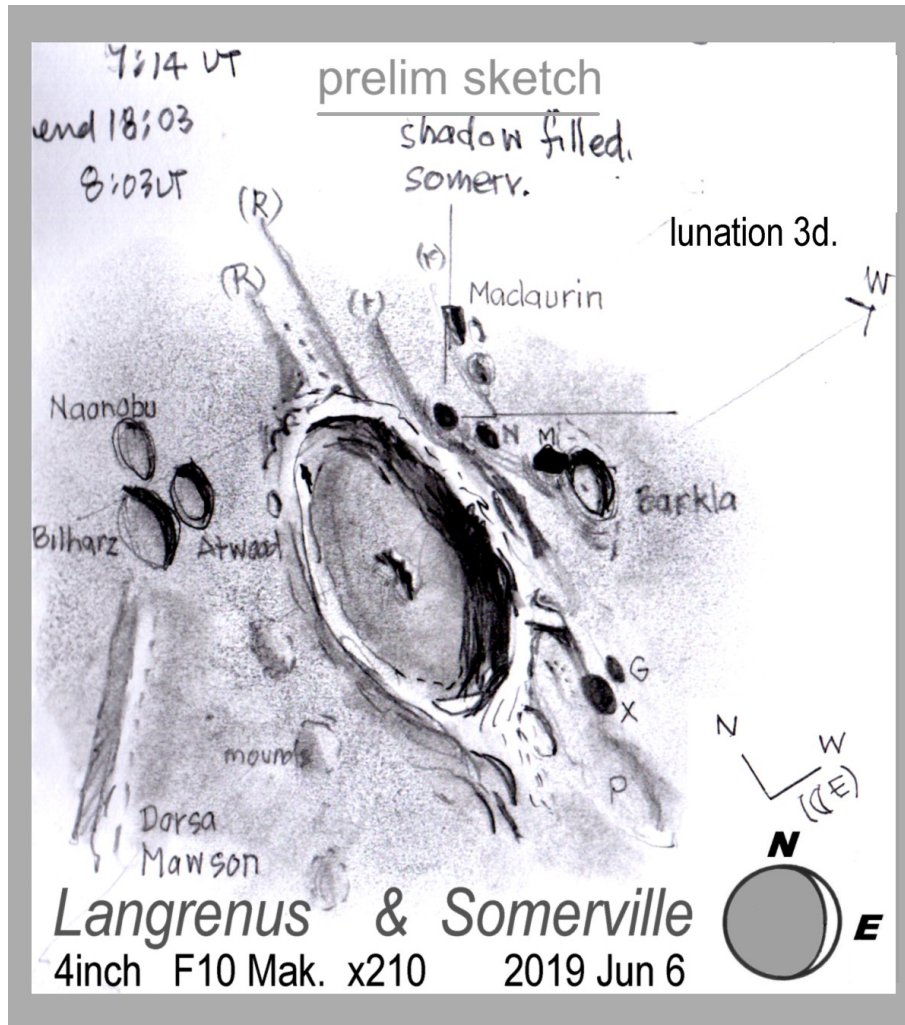 7:14 UT
prelim sketch
end 18:03
8:03UT
shadow filled.
somerv.
(R)
lunation 3d.
(R)
(r)
(r)
Maclaurin
W
Naonobu
N
M
Barkla
Bilharz
Atwood
G
X
mounds
P
N
W
(☾E)
Dorsa
Mawson
N
E
Langrenus & Somerville
4inch F10 Mak. x210 2019 Jun 6